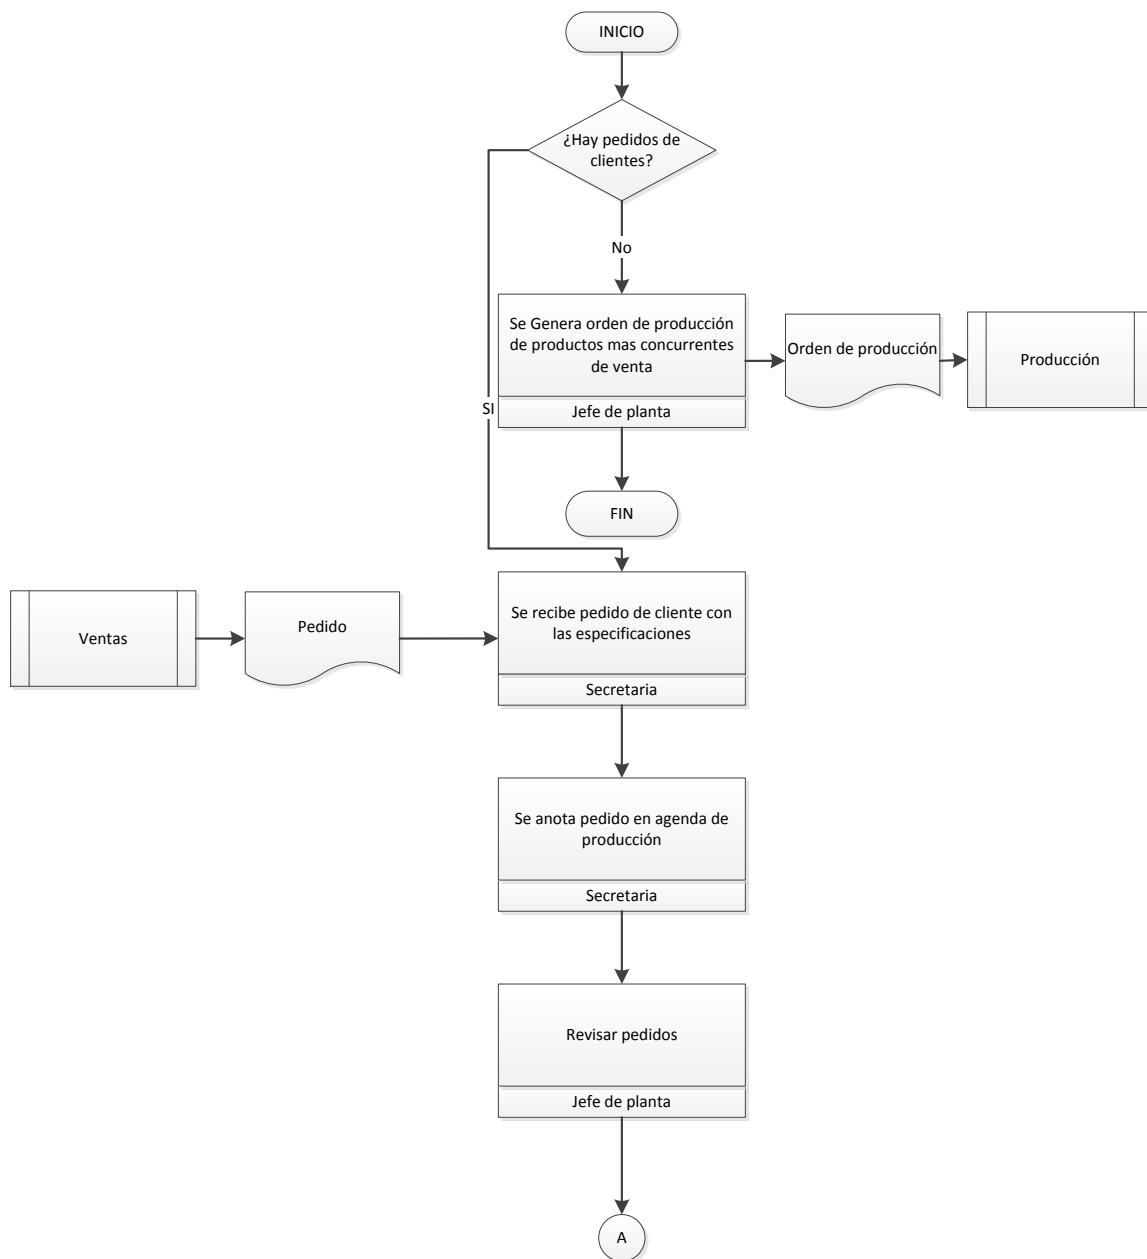 INICIO
¿Hay pedidos de
clientes?
No
Se Genera orden de producción
de productos mas concurrentes
de venta
Jefe de planta
Orden de producción
Producción
SI
FIN
Ventas
Pedido
Se recibe pedido de cliente con
las especificaciones
Secretaria
Se anota pedido en agenda de
producción
Secretaria
Revisar pedidos
Jefe de planta
A